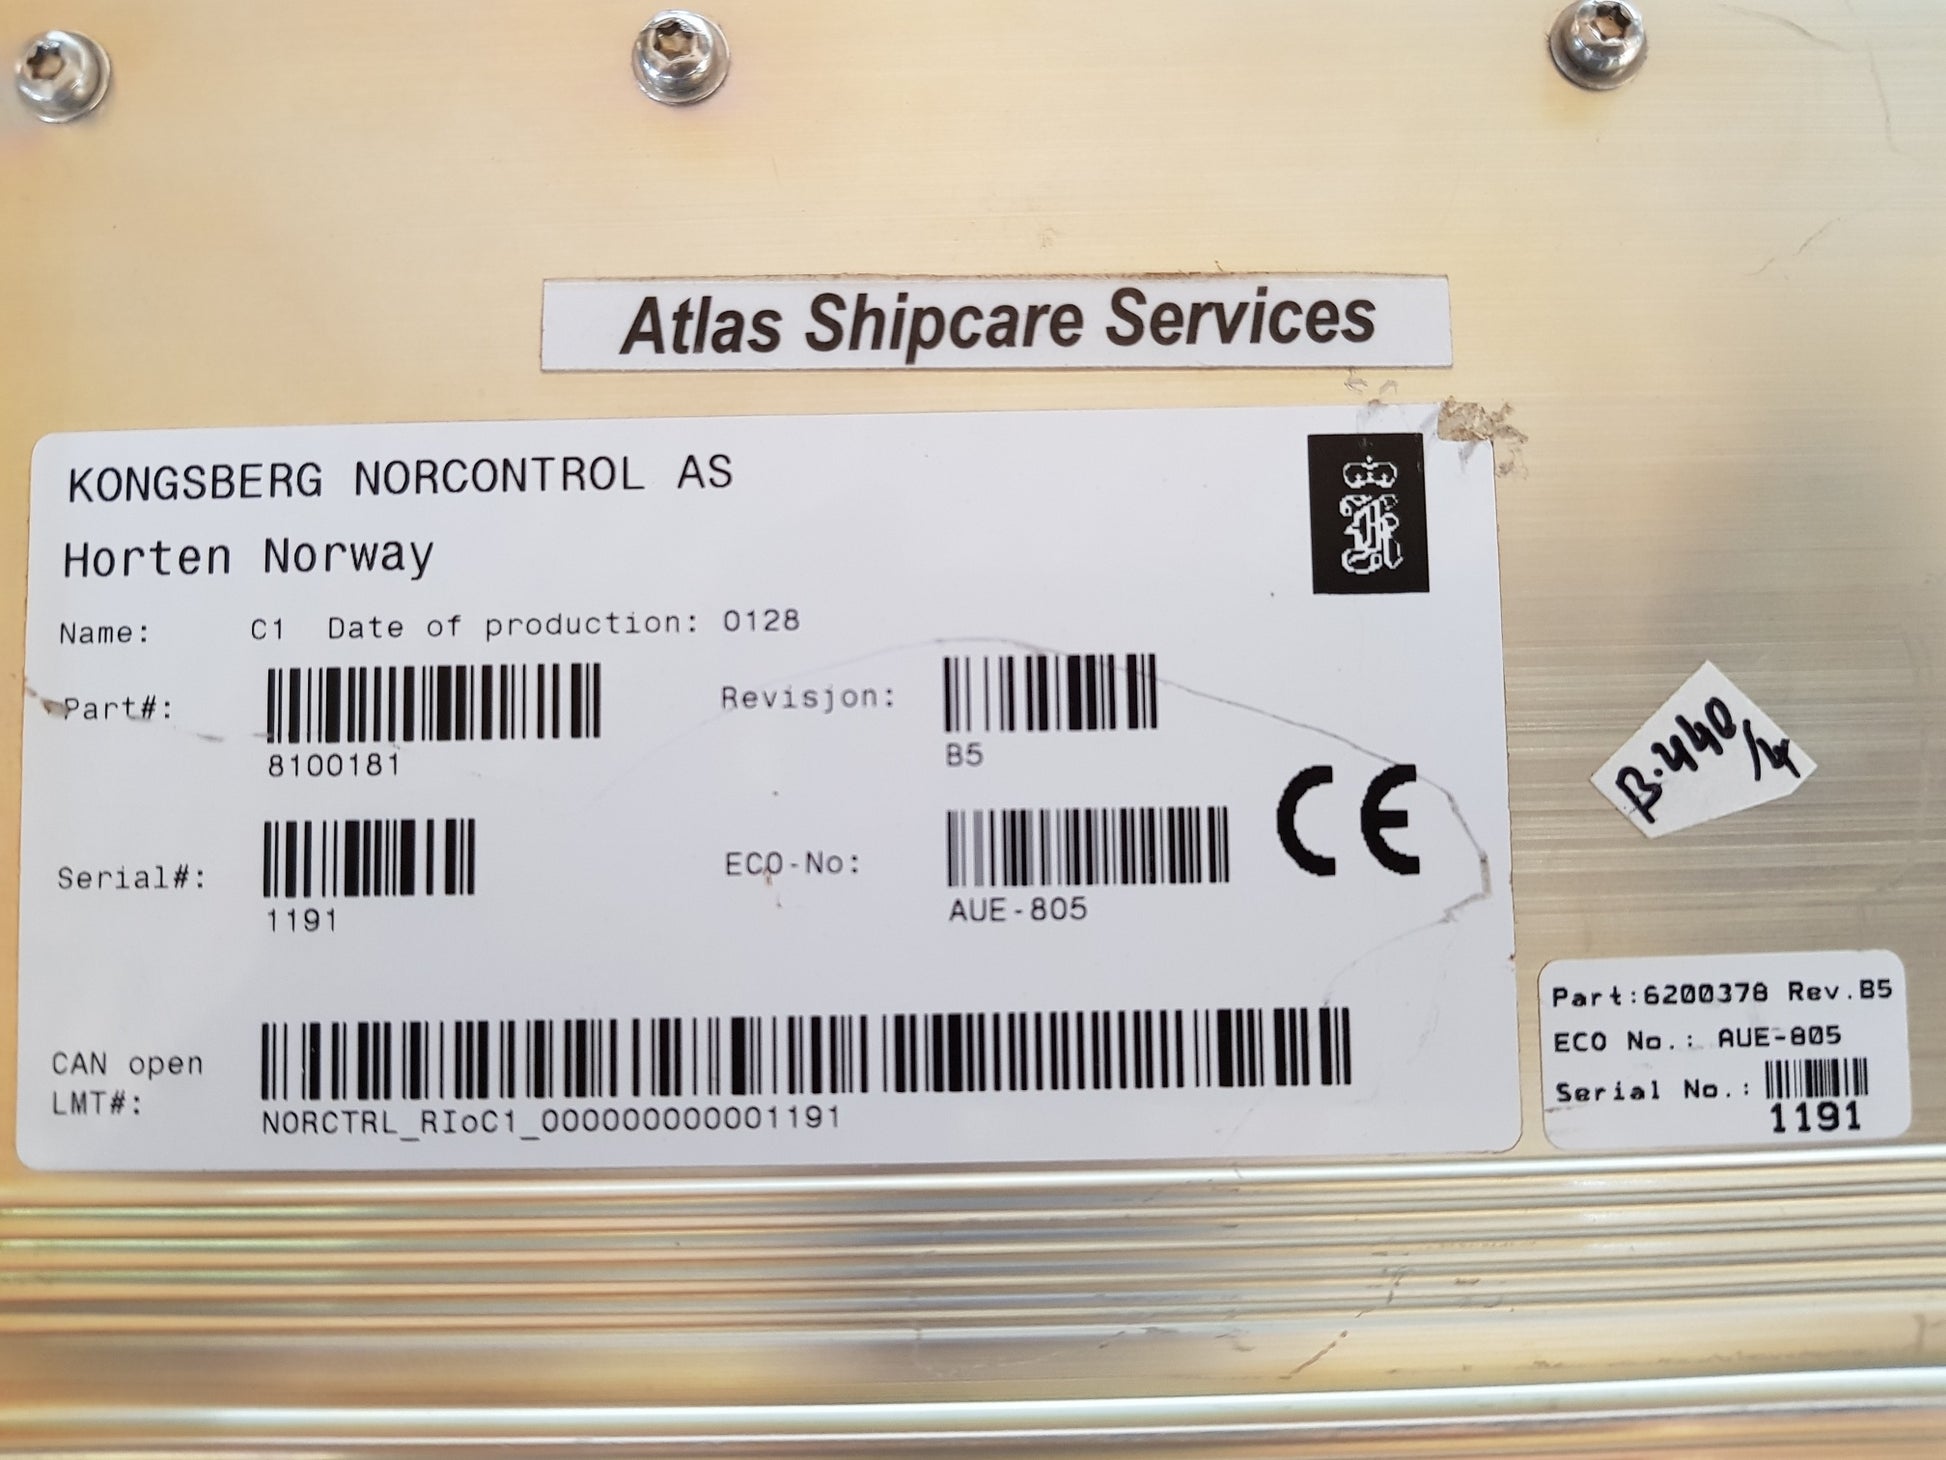 Atlas Shipcare Services
KONGSBERG NORCONTROL AS
Horten Norway
Name: C1 Date of production: 0128
Part#: Revisjon:
8100181 B5
Serial#: ECO-No:
1191 AUE-805
CE
CAN open
LMT#:
NORCTRL_RIoC1_000000000001191
B.440/4
Part:6200378 Rev.B5
ECO No.: AUE-805
Serial No.:
1191